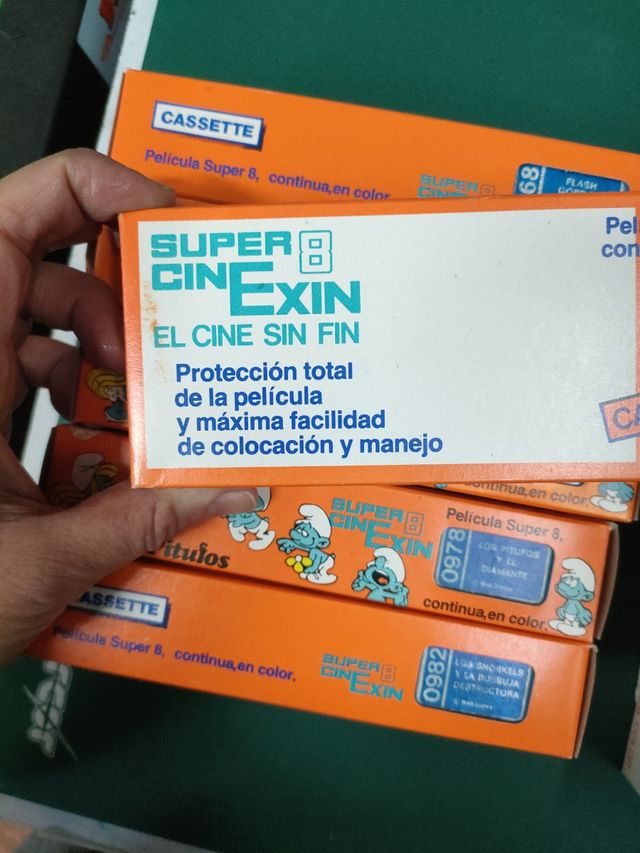 CASSETTE
Película Super 8, continua,en color
SUPER 8
CIN
68
FLASH
SUPER 8
CINEXIN
EL CINE SIN FIN
Protección total
de la película
y máxima facilidad
de colocación y manejo
Pel
con
CA
continua,en color.
Pitufos
SUPER 8
CINEXIN
Película Super 8,
continua,en color.
0978
LOS PITUFOS
Y EL
DIAMANTE
CASSETTE
Película Super 8, continua,en color.
SUPER 8
CINEXIN
0982
LOS SNORKELS
Y LA BURBUJA
DESTRUCTORA